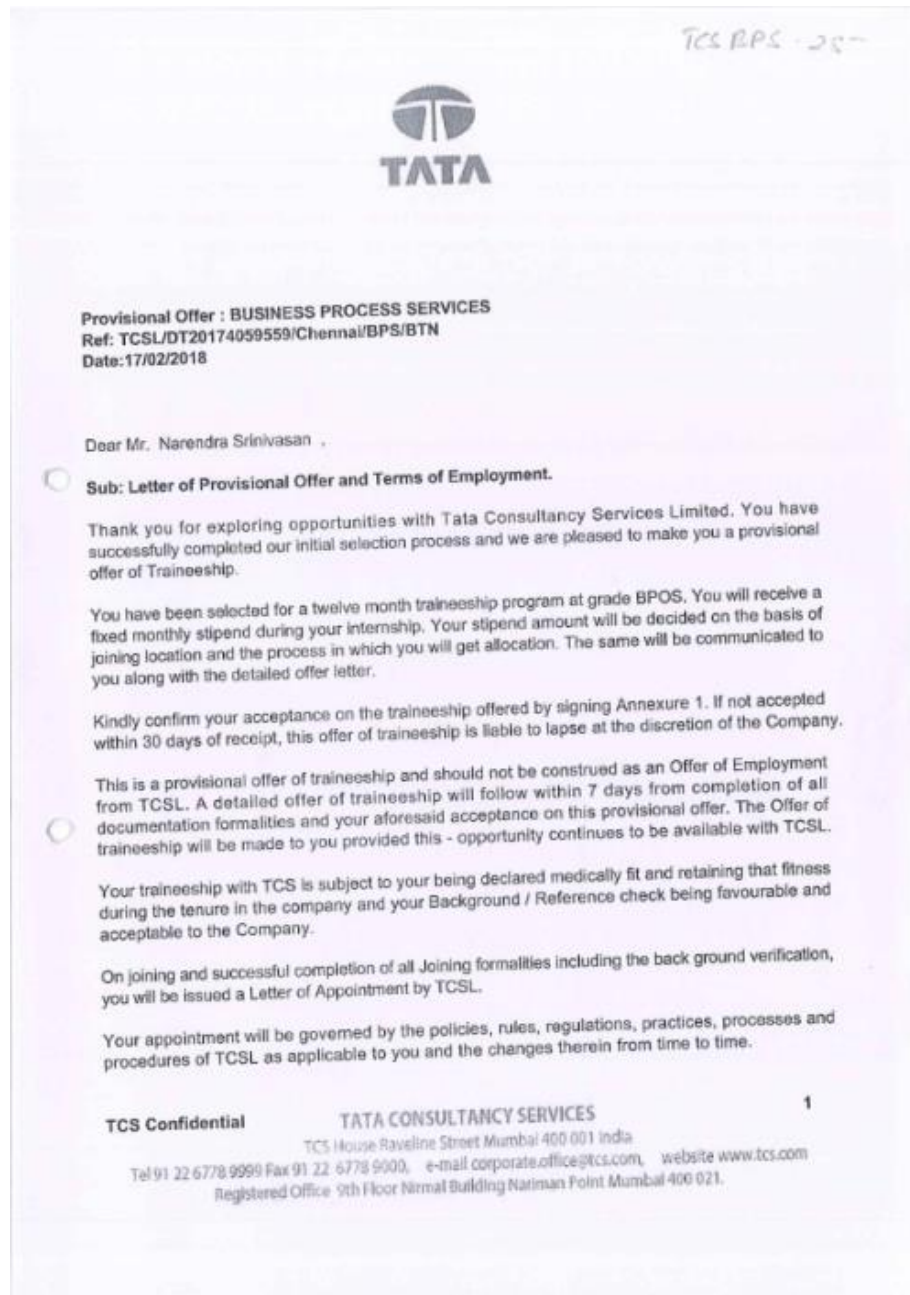 TCS BPS - 25-
TATA
Provisional Offer : BUSINESS PROCESS SERVICES
Ref: TCSL/DT20174059559/Chennai/BPS/BTN
Date:17/02/2018
Dear Mr. Narendra Srinivasan .
Sub: Letter of Provisional Offer and Terms of Employment.
Thank you for exploring opportunities with Tata Consultancy Services Limited. You have
successfully completed our initial selection process and we are pleased to make you a provisional
offer of Traineeship.
You have been selected for a twelve month traineeship program at grade BPOS. You will receive a
fixed monthly stipend during your internship. Your stipend amount will be decided on the basis of
joining location and the process in which you will get allocation. The same will be communicated to
you along with the detailed offer letter.
Kindly confirm your acceptance on the traineeship offered by signing Annexure 1. If not accepted
within 30 days of receipt, this offer of traineeship is liable to lapse at the discretion of the Company.
This is a provisional offer of traineeship and should not be construed as an Offer of Employment
from TCSL. A detailed offer of traineeship will follow within 7 days from completion of all
documentation formalities and your aforesaid acceptance on this provisional offer. The Offer of
traineeship will be made to you provided this - opportunity continues to be available with TCSL.
Your traineeship with TCS is subject to your being declared medically fit and retaining that fitness
during the tenure in the company and your Background / Reference check being favourable and
acceptable to the Company.
On joining and successful completion of all Joining formalities including the back ground verification,
you will be issued a Letter of Appointment by TCSL.
Your appointment will be governed by the policies, rules, regulations, practices, processes and
procedures of TCSL as applicable to you and the changes therein from time to time.
1
TCS Confidential TATA CONSULTANCY SERVICES
TCS House Raveline Street Mumbai 400 001 India
Tel 91 22 6778 9999 Fax 91 22 6778 9000, e-mail corporate.office@tcs.com, website www.tcs.com
Registered Office 9th Floor Nirmal Building Nariman Point Mumbai 400 021.